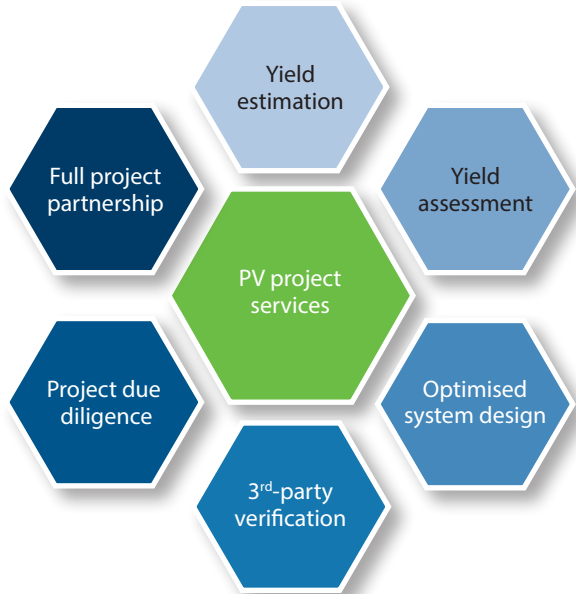 Yield
estimation
Full project
partnership
Yield
assessment
PV project
services
Project due
diligence
Optimised
system design
3rd-party
verification